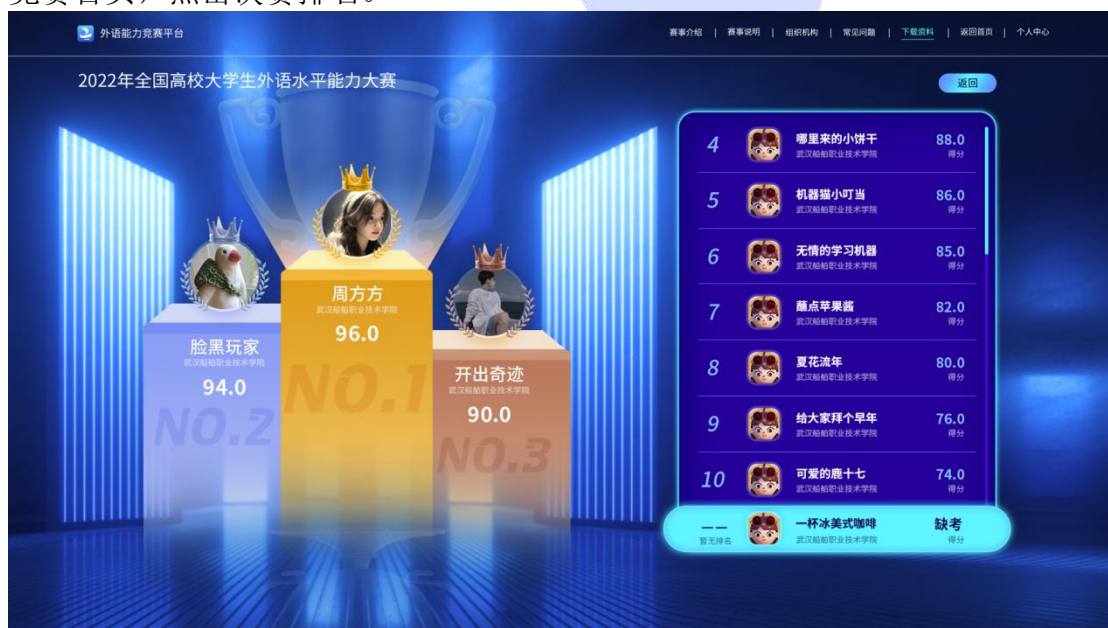 竞赛首页，点击决赛排名。
外语能力竞赛平台
赛事介绍 | 赛事说明 | 组织机构 | 常见问题 | 下载资料 | 返回首页 | 个人中心
2022年全国高校大学生外语水平能力大赛
返回
周方方
武汉船舶职业技术学院
96.0
NO.1
脸黑玩家
武汉船舶职业技术学院
94.0
NO.2
开出奇迹
武汉船舶职业技术学院
90.0
NO.3
4 哪里来的小饼干 88.0
武汉船舶职业技术学院 得分
5 机器猫小叮当 86.0
武汉船舶职业技术学院 得分
6 无情的学习机器 85.0
武汉船舶职业技术学院 得分
7 蘸点苹果酱 82.0
武汉船舶职业技术学院 得分
8 夏花流年 80.0
武汉船舶职业技术学院 得分
9 给大家拜个早年 76.0
武汉船舶职业技术学院 得分
10 可爱的鹿十七 74.0
武汉船舶职业技术学院 得分
—— 一杯冰美式咖啡 缺考
暂无排名 武汉船舶职业技术学院 得分